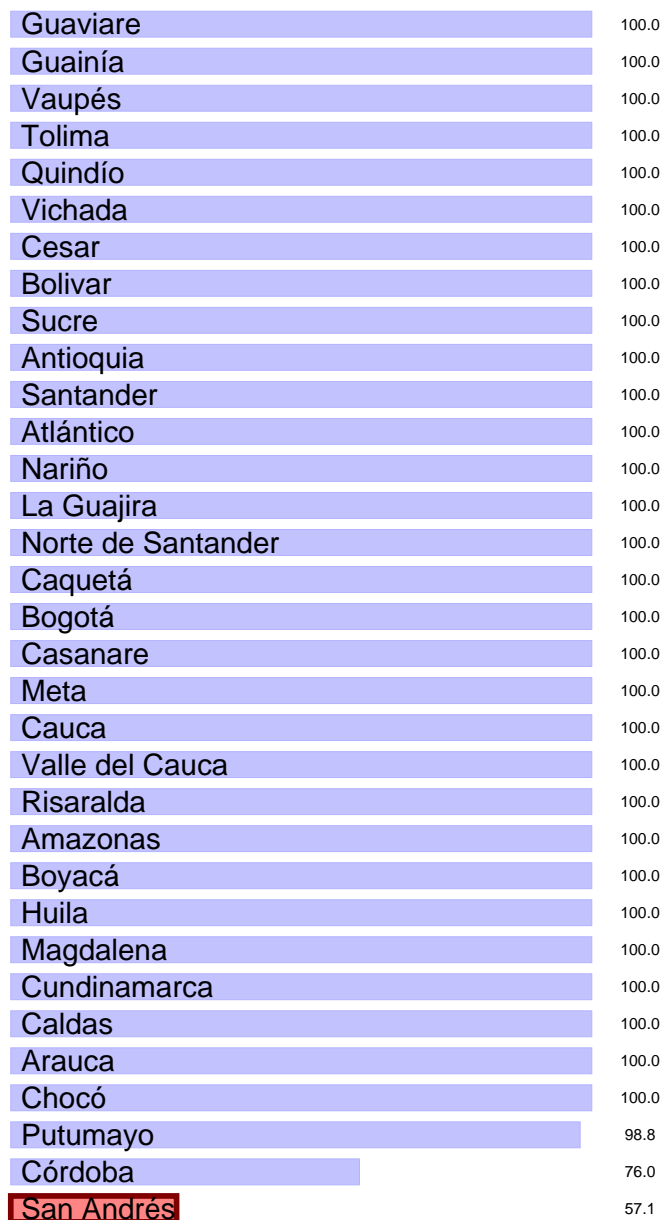 Guaviare 100.0
Guainía 100.0
Vaupés 100.0
Tolima 100.0
Quindío 100.0
Vichada 100.0
Cesar 100.0
Bolivar 100.0
Sucre 100.0
Antioquia 100.0
Santander 100.0
Atlántico 100.0
Nariño 100.0
La Guajira 100.0
Norte de Santander 100.0
Caquetá 100.0
Bogotá 100.0
Casanare 100.0
Meta 100.0
Cauca 100.0
Valle del Cauca 100.0
Risaralda 100.0
Amazonas 100.0
Boyacá 100.0
Huila 100.0
Magdalena 100.0
Cundinamarca 100.0
Caldas 100.0
Arauca 100.0
Chocó 100.0
Putumayo 98.8
Córdoba 76.0
San Andrés 57.1